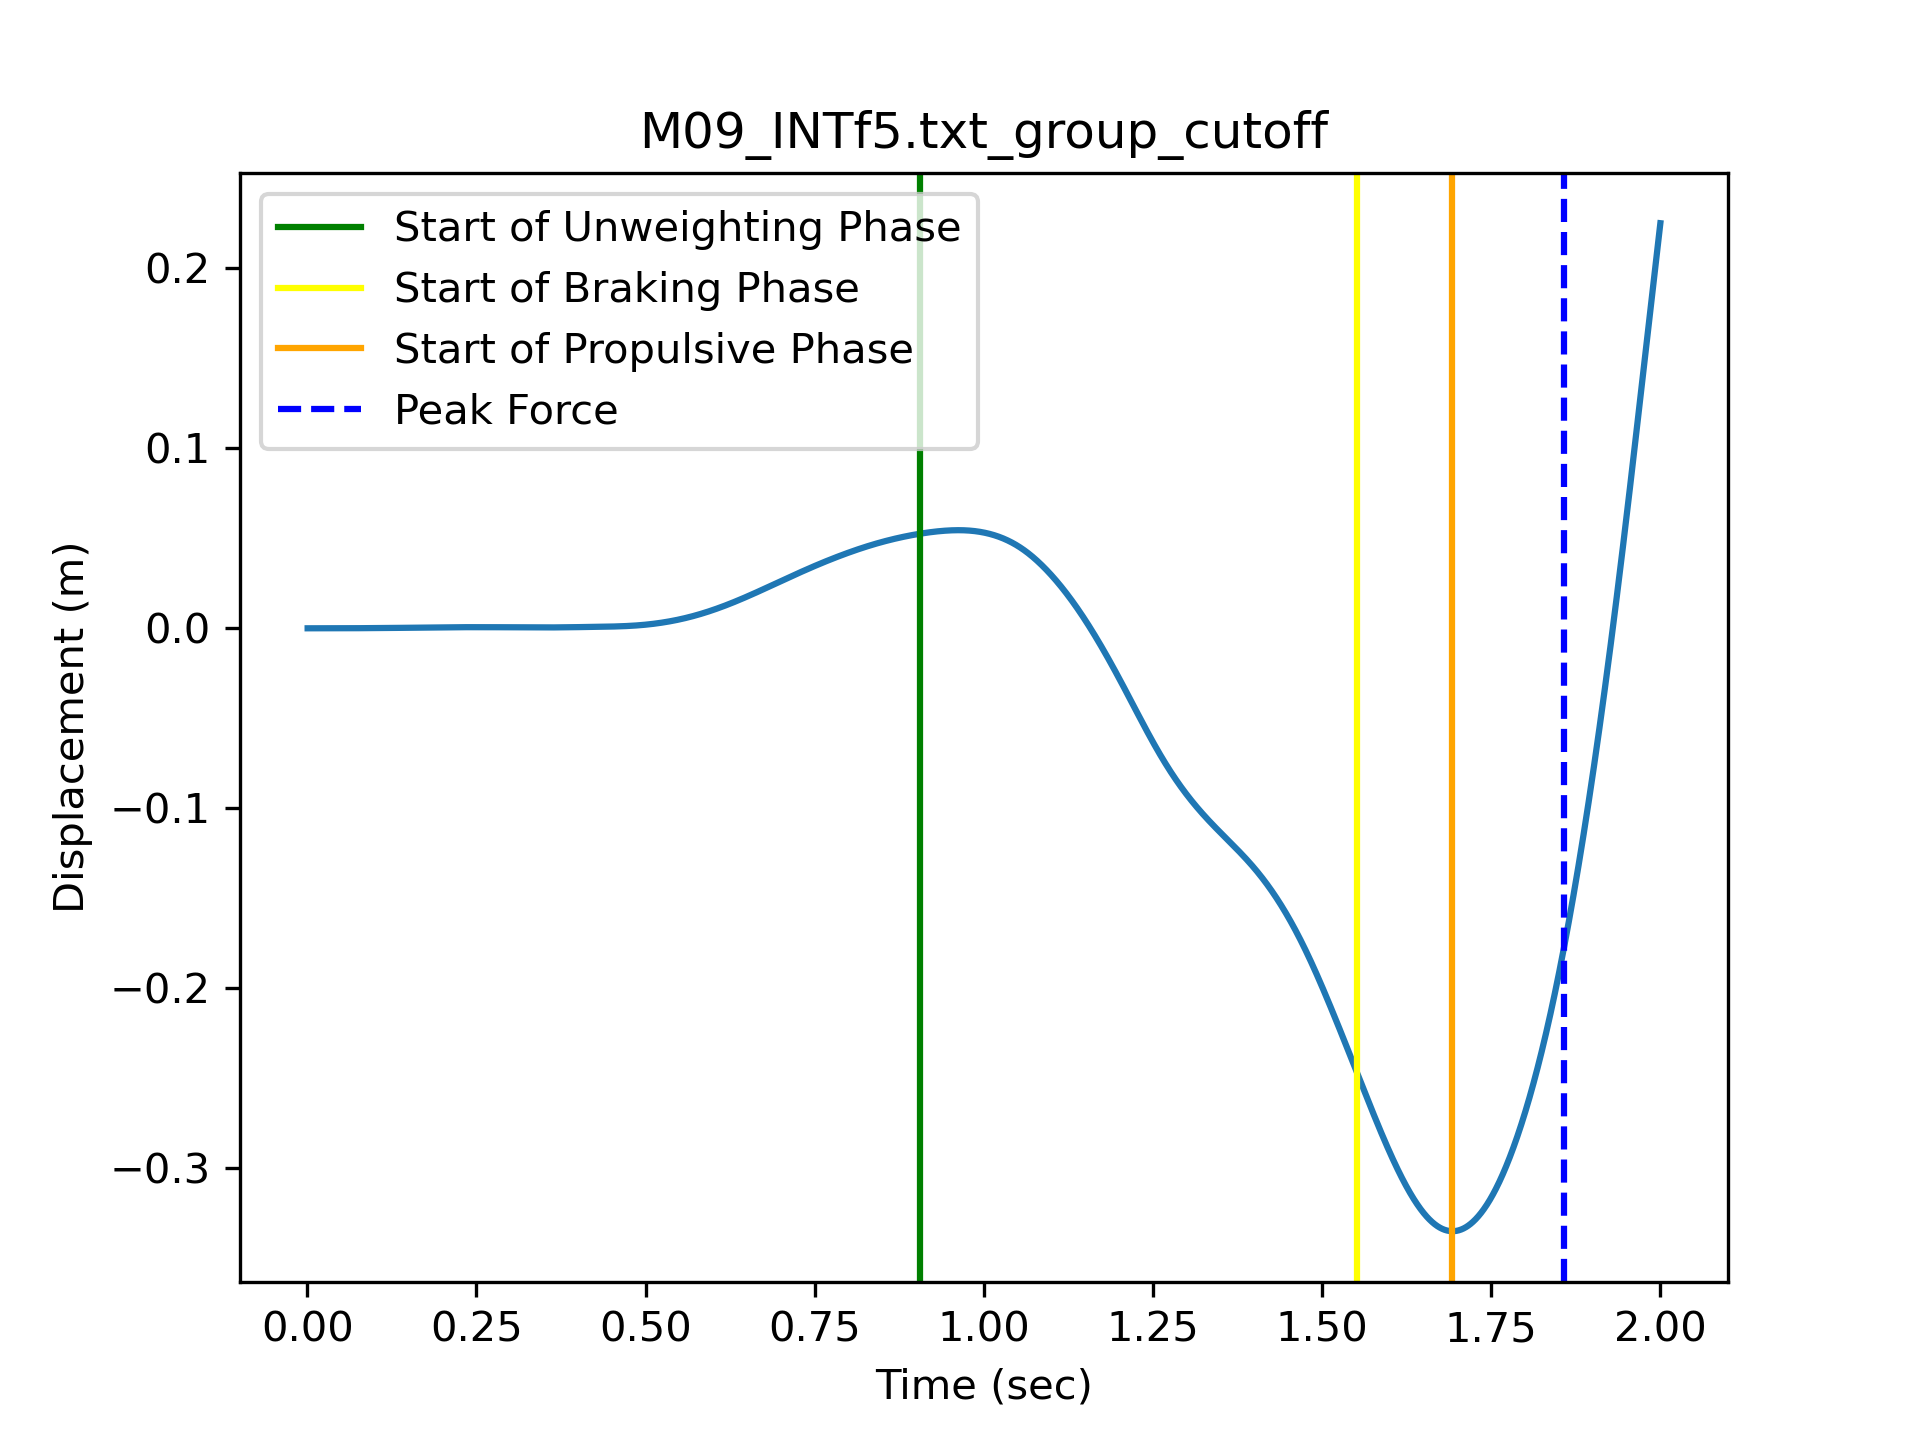 M09_INTf5.txt_group_cutoff
Start of Unweighting Phase
Start of Braking Phase
Start of Propulsive Phase
Peak Force
Displacement (m)
0.2
0.1
0.0
−0.1
−0.2
−0.3
0.00 0.25 0.50 0.75 1.00 1.25 1.50 1.75 2.00
Time (sec)